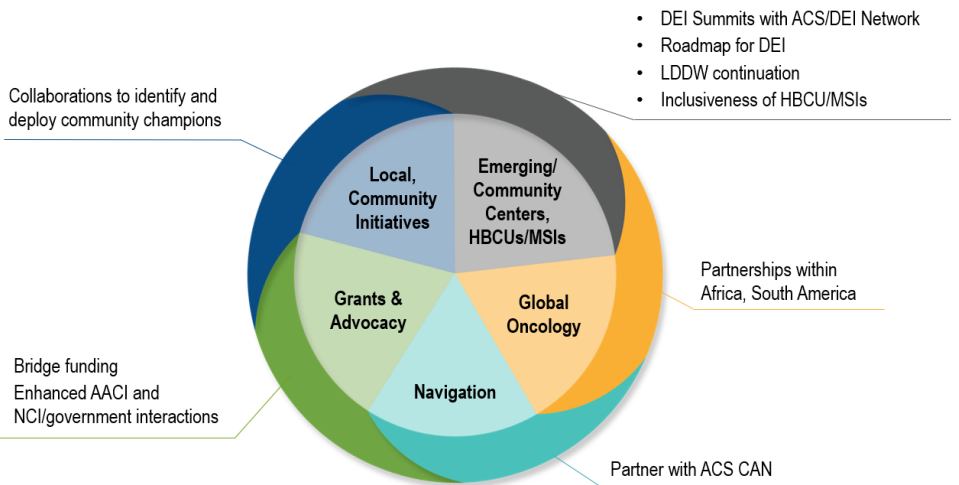 • DEI Summits with ACS/DEI Network
• Roadmap for DEI
• LDDW continuation
• Inclusiveness of HBCU/MSIs
Collaborations to identify and
deploy community champions
Local,
Community
Initiatives
Emerging/
Community
Centers,
HBCUs/MSIs
Partnerships within
Africa, South America
Grants &
Advocacy
Global
Oncology
Bridge funding
Enhanced AACI and
NCI/government interactions
Navigation
Partner with ACS CAN